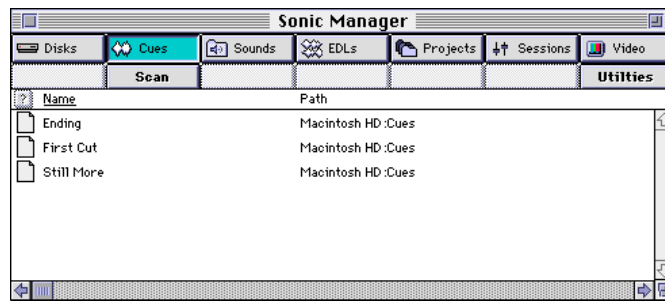 Sonic Manager
Disks Cues Sounds EDLs Projects Sessions Video
Scan Utilties
? Name Path
Ending Macintosh HD:Cues
First Cut Macintosh HD:Cues
Still More Macintosh HD:Cues